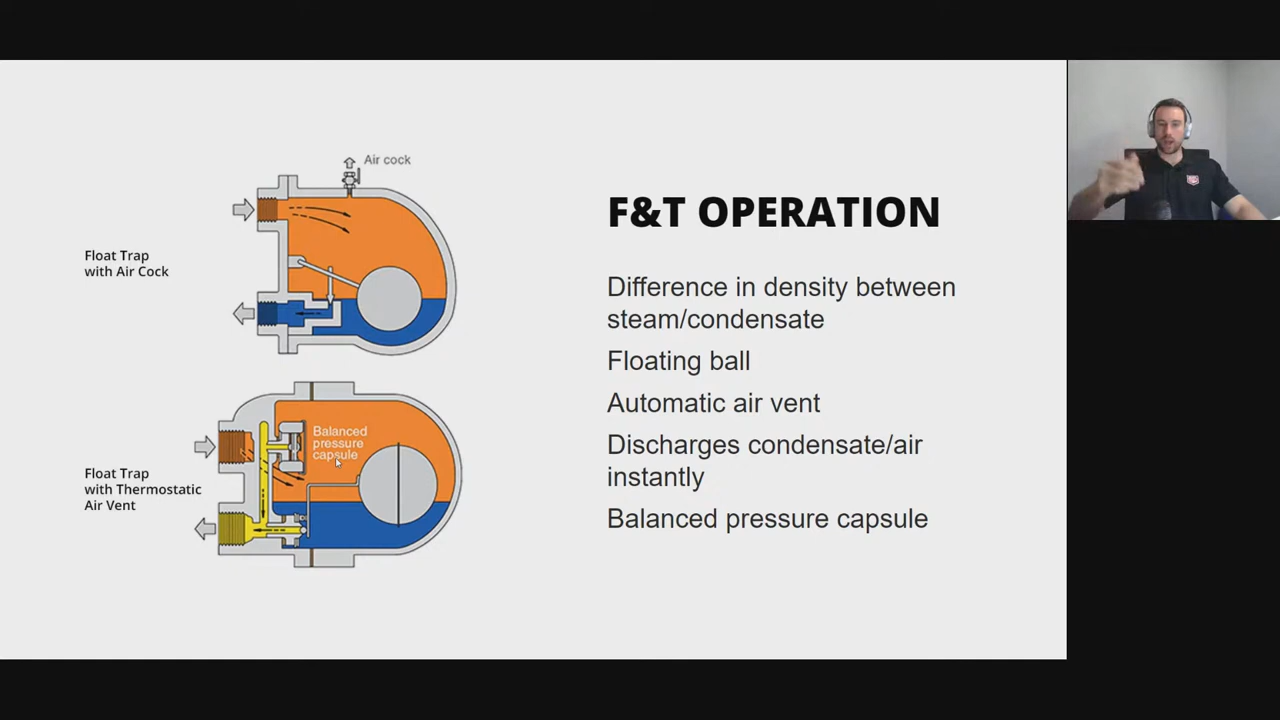 Air cock
Float Trap
with Air Cock
Balanced
pressure
capsule
Float Trap
with Thermostatic
Air Vent
F&T OPERATION
Difference in density between
steam/condensate
Floating ball
Automatic air vent
Discharges condensate/air
instantly
Balanced pressure capsule